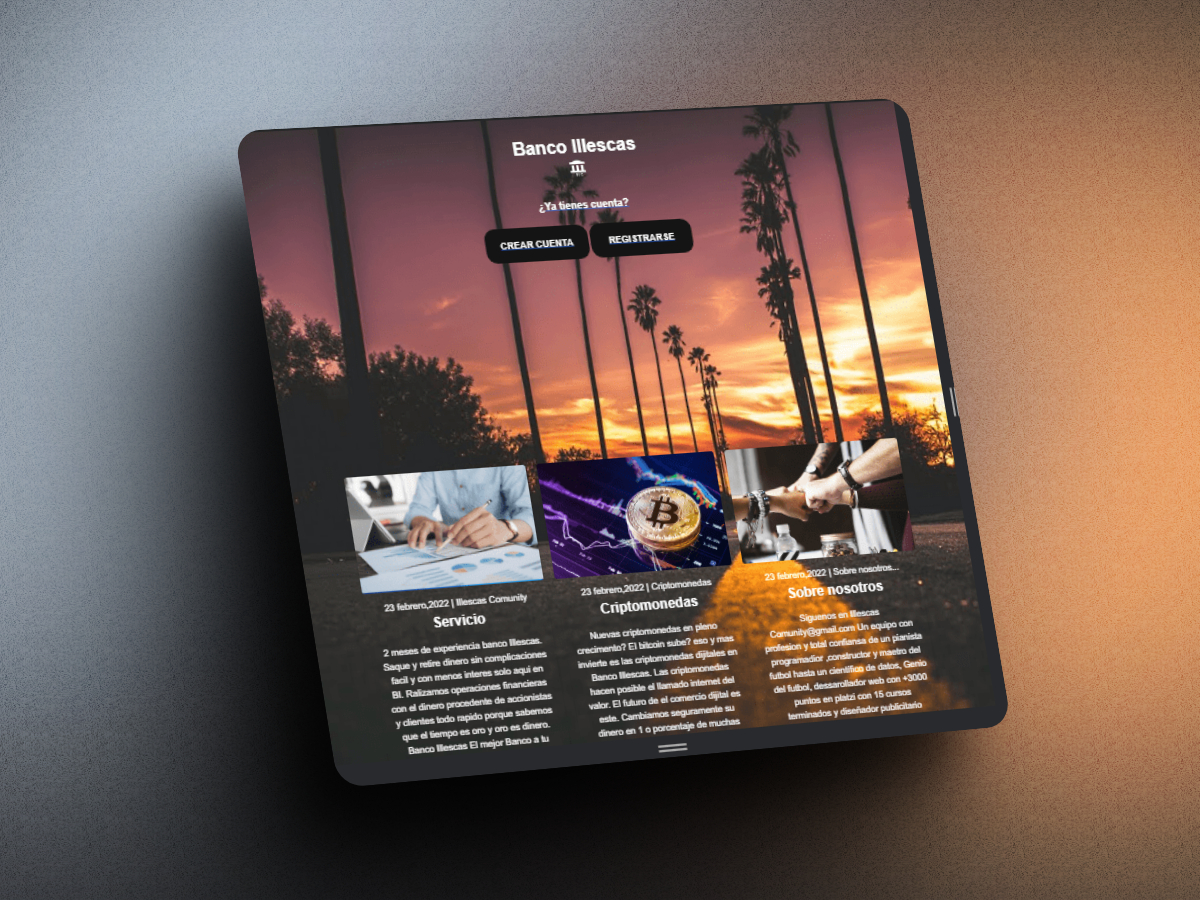 Banco Illescas
¿Ya tienes cuenta?
CREAR CUENTA
REGISTRARSE
23 febrero,2022 | Illescas Comunity
Servicio
2 meses de experiencia banco Illescas.
Saque y retire dinero sin complicaciones
facil y con menos interes solo aqui en
BI. Ralizamos operaciones financieras
con el dinero procedente de accionistas
y clientes todo rapido porque sabemos
que el tiempo es oro y oro es dinero.
Banco Illescas El mejor Banco a tu
23 febrero,2022 | Criptomonedas
Criptomonedas
Nuevas criptomonedas en pleno
crecimiento? El bitcoin sube? eso y mas
invierte es las criptomonedas dijitales en
Banco Illescas. Las criptomonedas
hacen posible el llamado internet del
valor. El futuro de el comercio dijital es
este. Cambiamos seguramente su
dinero en 1 o porcentaje de muchas
23 febrero,2022 | Sobre nosotros...
Sobre nosotros
Siguenos en Illescas
Comunity@gmail.com Un equipo con
profesion y total confiansa de un pianista
programador ,constructor y maetro del
futbol hasta un científico de datos, Genio
del futbol, dessarollador web con +3000
puntos en platzi con 15 cursos
terminados y diseñador publicitario